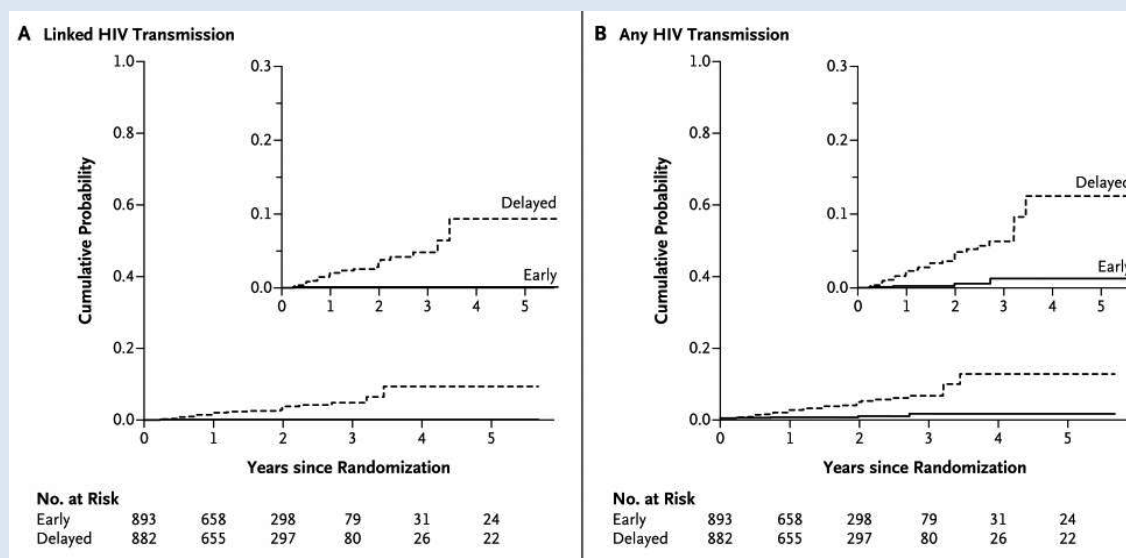 A Linked HIV Transmission
1.0
0.8
0.6
0.4
0.2
0.0
Cumulative Probability
0.3
0.2
0.1
0.0
Delayed
Early
0 1 2 3 4 5
0 1 2 3 4 5
Years since Randomization
No. at Risk
Early 893 658 298 79 31 24
Delayed 882 655 297 80 26 22
B Any HIV Transmission
1.0
0.8
0.6
0.4
0.2
0.0
Cumulative Probability
0.3
0.2
0.1
0.0
Delayed
Early
0 1 2 3 4 5
0 1 2 3 4 5
Years since Randomization
No. at Risk
Early 893 658 298 79 31 24
Delayed 882 655 297 80 26 22